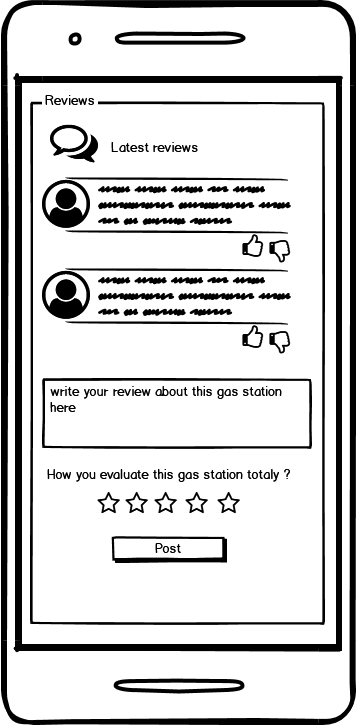 Reviews
Latest reviews
write your review about this gas station
here
How you evaluate this gas station totaly ?
Post